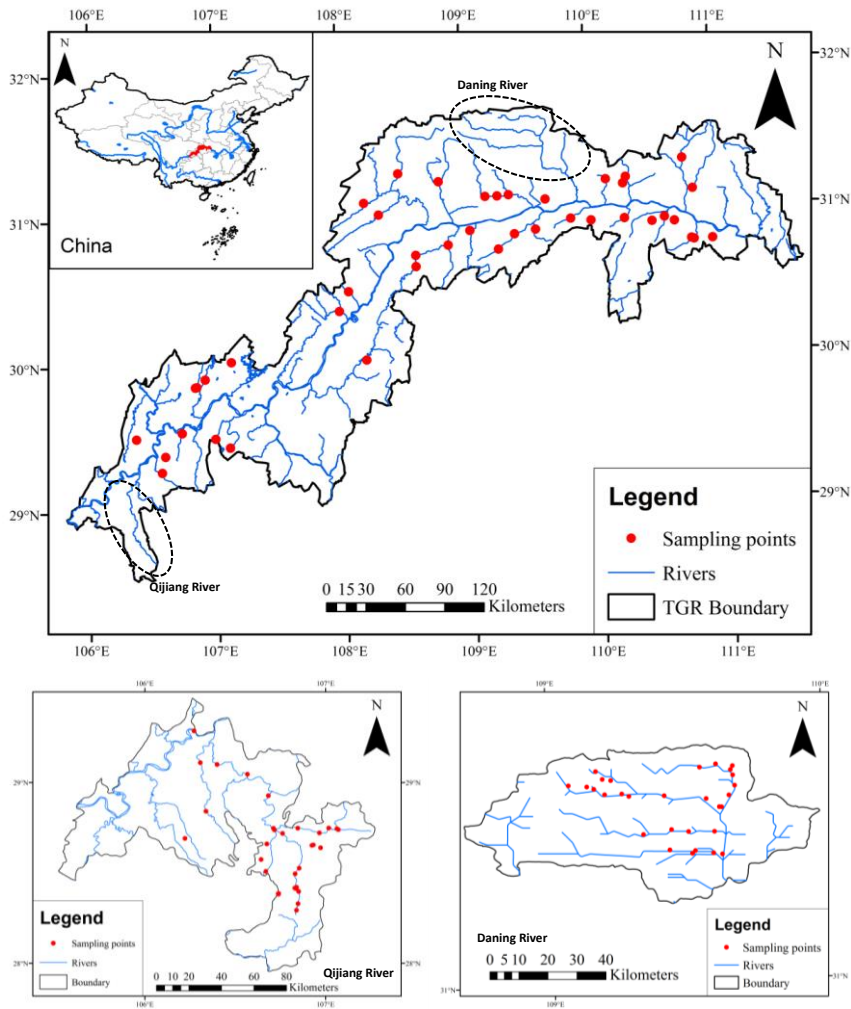 106°E 107°E 108°E 109°E 110°E 111°E
N
32°N
China
Daning River
N
32°N
31°N
31°N
30°N
30°N
29°N
29°N
Qijiang River
Legend
Sampling points
Rivers
TGR Boundary
0 15 30 60 90 120
Kilometers
106°E 107°E 108°E 109°E 110°E 111°E
106°E 107°E
N
29°N
29°N
28°N
28°N
Legend
Sampling points
Rivers
Boundary
0 10 20 40 60 80
Kilometers
Qijiang River
106°E 107°E
109°E 110°E
N
Daning River
0 5 10 20 30 40
Kilometers
Legend
Sampling points
Rivers
Boundary
31°N
31°N
109°E